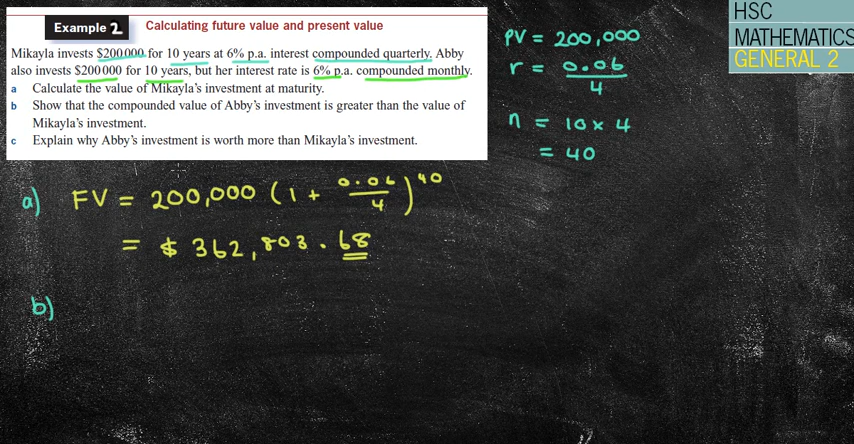 Example 2 Calculating future value and present value
Mikayla invests $200 000 for 10 years at 6% p.a. interest compounded quarterly. Abby
also invests $200 000 for 10 years, but her interest rate is 6% p.a. compounded monthly.
a Calculate the value of Mikayla's investment at maturity.
b Show that the compounded value of Abby's investment is greater than the value of
Mikayla's investment.
c Explain why Abby's investment is worth more than Mikayla's investment.
PV = 200,000
r = 0.06
4
n = 10 x 4
= 40
HSC
MATHEMATICS
GENERAL 2
a) FV = 200,000 (1 + 0.06/4)^40
= $ 362,803.68
b)